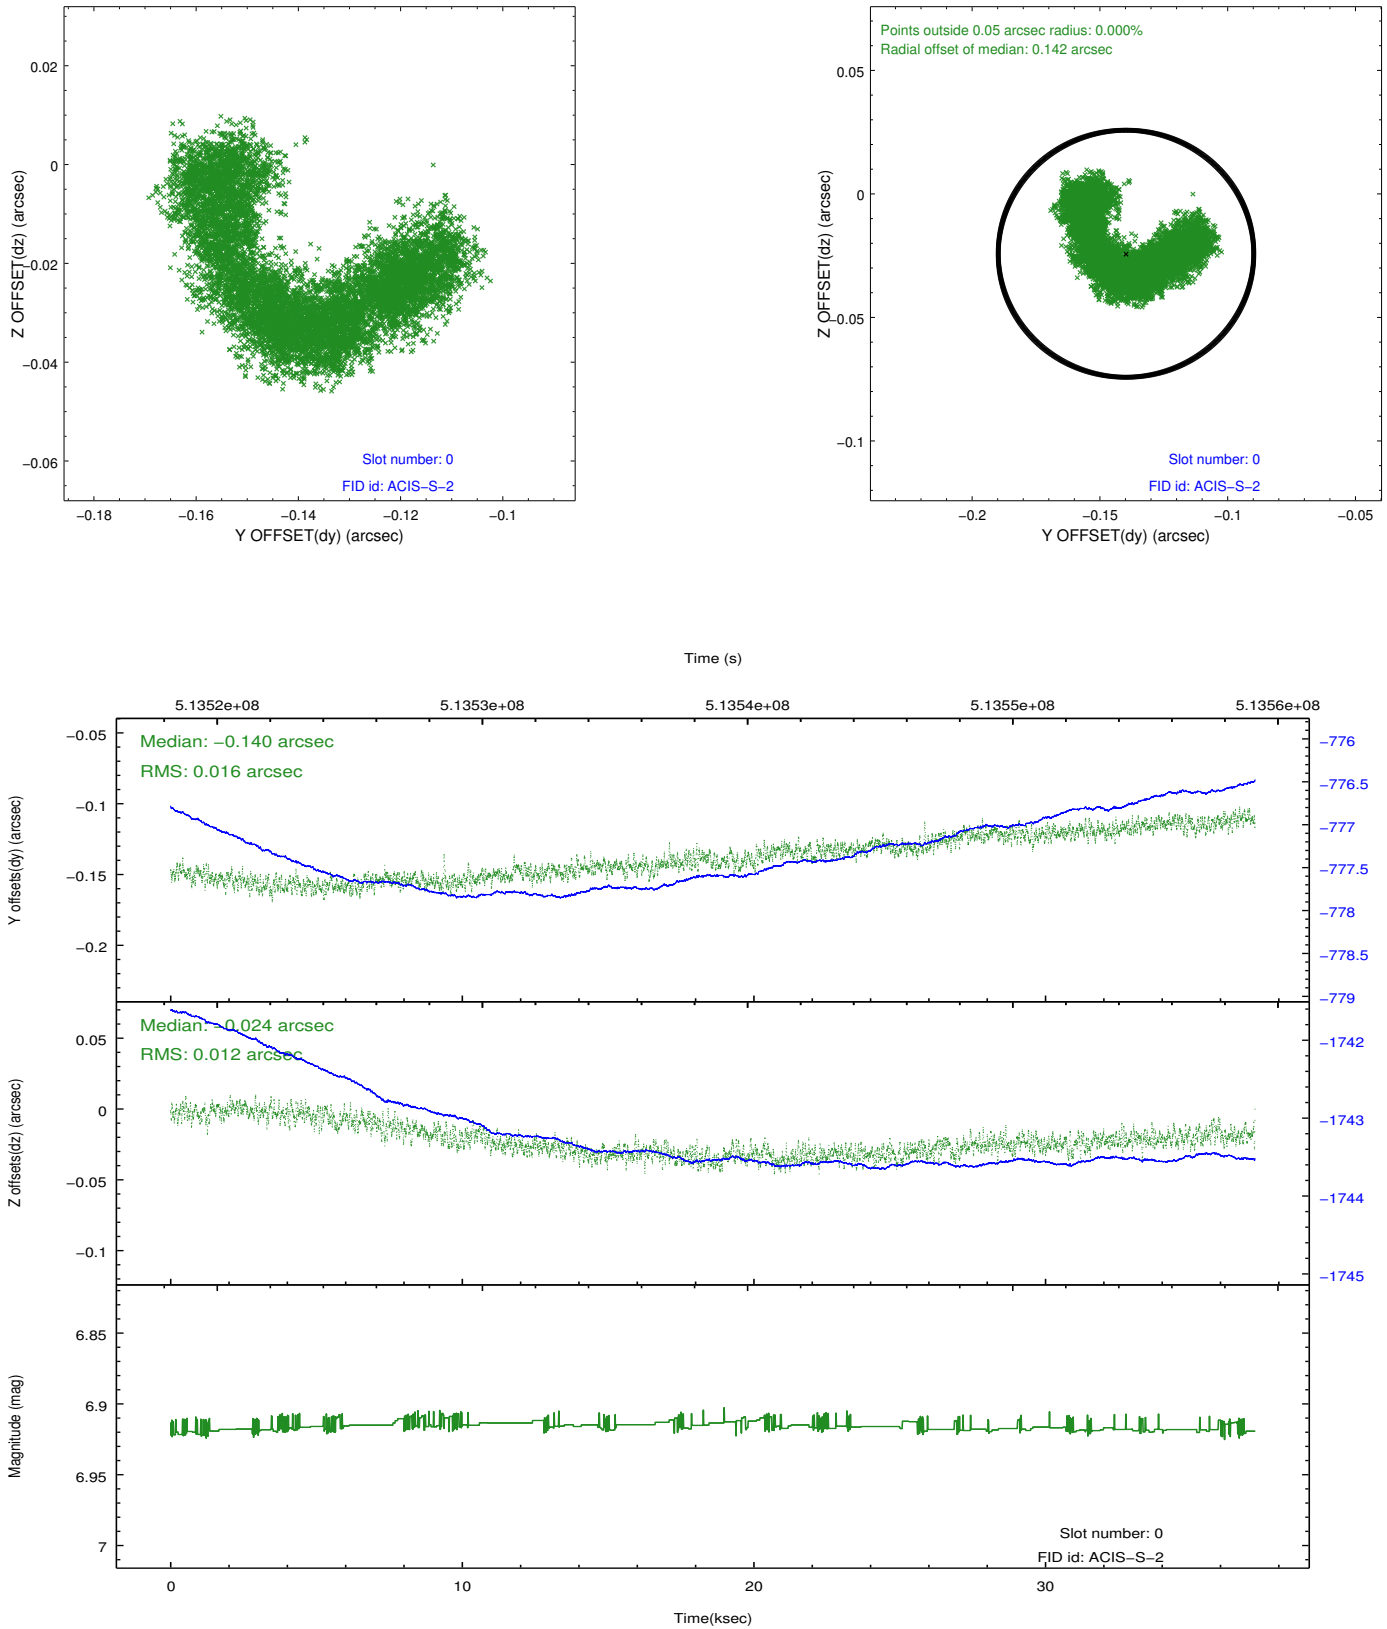 0.02
0
−0.02
−0.04
−0.06
Z OFFSET(dz) (arcsec)
Slot number: 0
FID id: ACIS−S−2
−0.18
−0.16
−0.14
−0.12
−0.1
Y OFFSET(dy) (arcsec)
Points outside 0.05 arcsec radius: 0.000%
Radial offset of median: 0.142 arcsec
0.05
0
−0.05
−0.1
Z OFFSET(dz) (arcsec)
Slot number: 0
FID id: ACIS−S−2
−0.2
−0.15
−0.1
−0.05
Y OFFSET(dy) (arcsec)
Time (s)
5.1352e+08
5.1353e+08
5.1354e+08
5.1355e+08
5.1356e+08
−0.05
−0.1
−0.15
−0.2
Y offsets(dy) (arcsec)
Median: −0.140 arcsec
RMS: 0.016 arcsec
−776
−776.5
−777
−777.5
−778
−778.5
−779
0.05
0
−0.05
−0.1
Z offsets(dz) (arcsec)
Median: −0.024 arcsec
RMS: 0.012 arcsec
−1742
−1743
−1744
−1745
6.85
6.9
6.95
7
Magnitude (mag)
Slot number: 0
FID id: ACIS−S−2
0
10
20
30
Time(ksec)